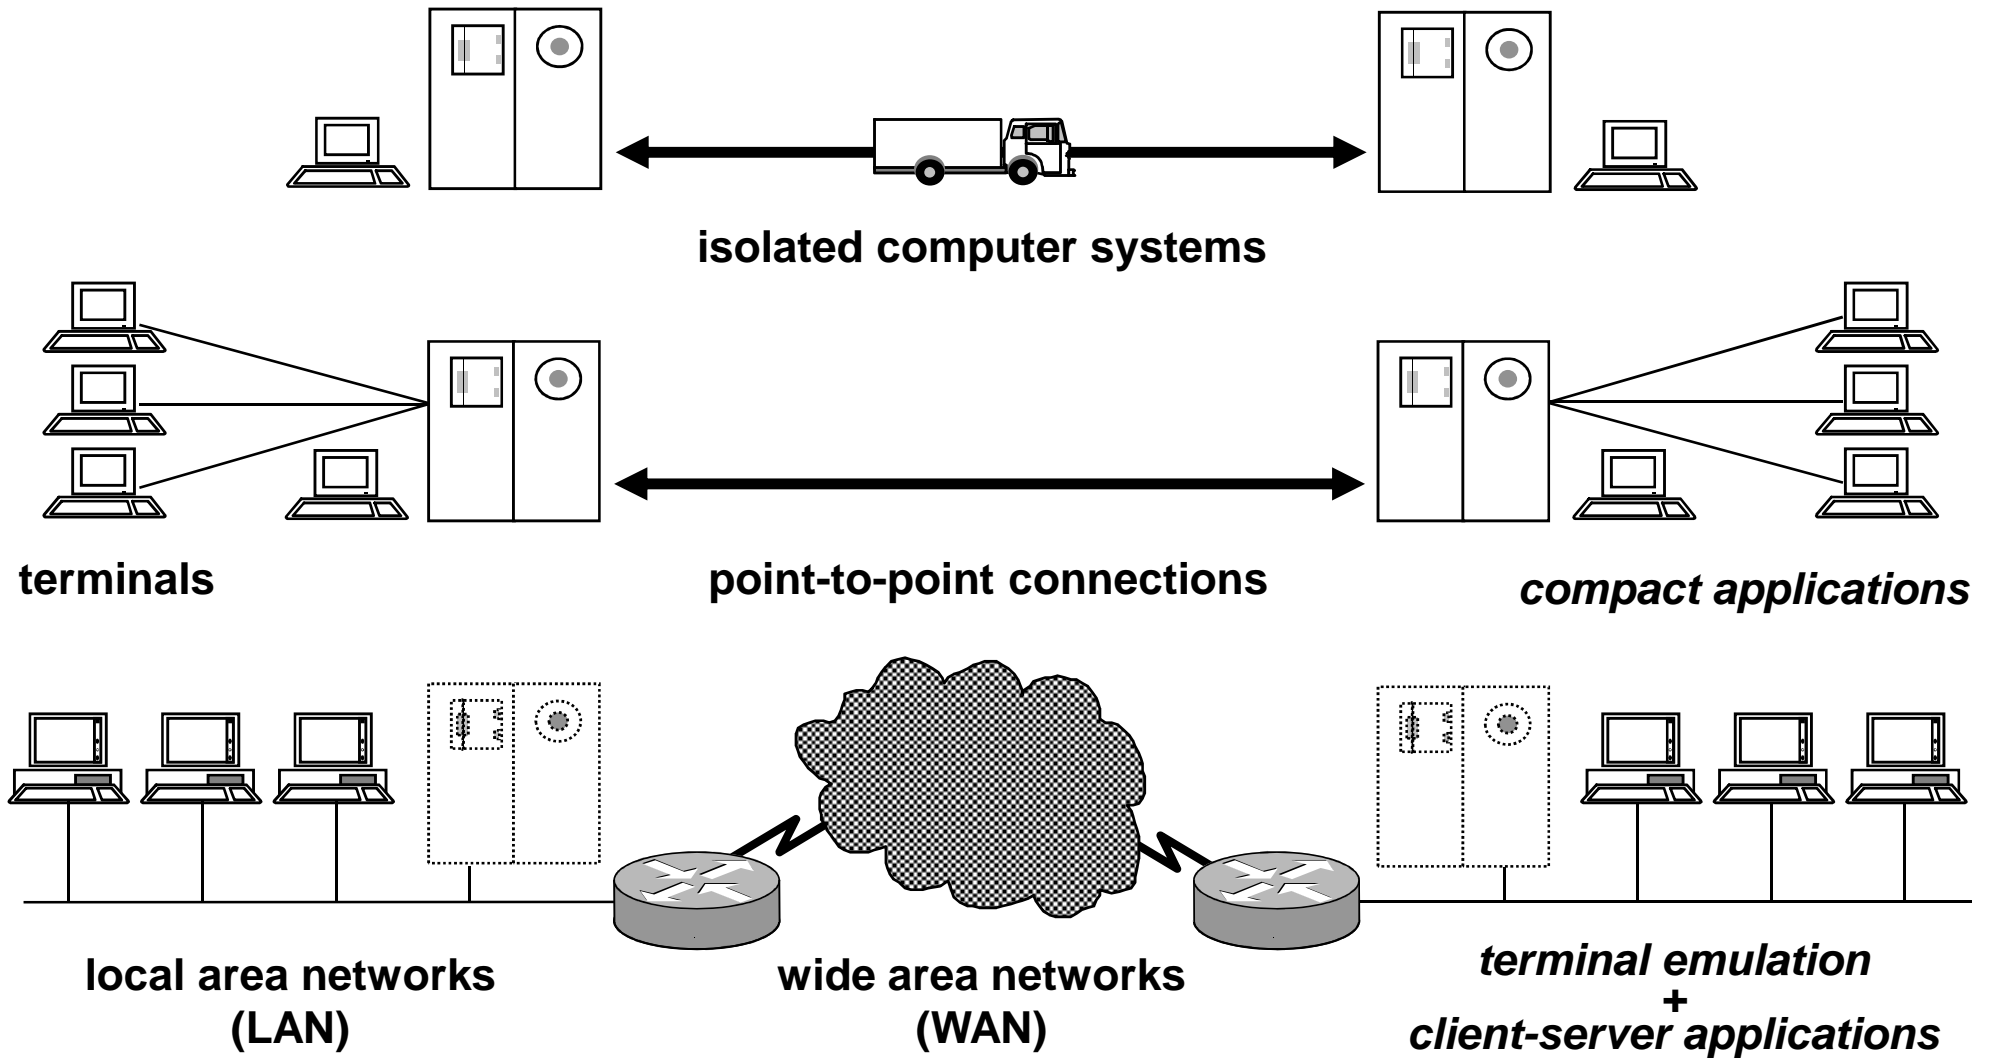 isolated computer systems
terminals
point-to-point connections
compact applications
local area networks
(LAN)
wide area networks
(WAN)
terminal emulation
+
client-server applications